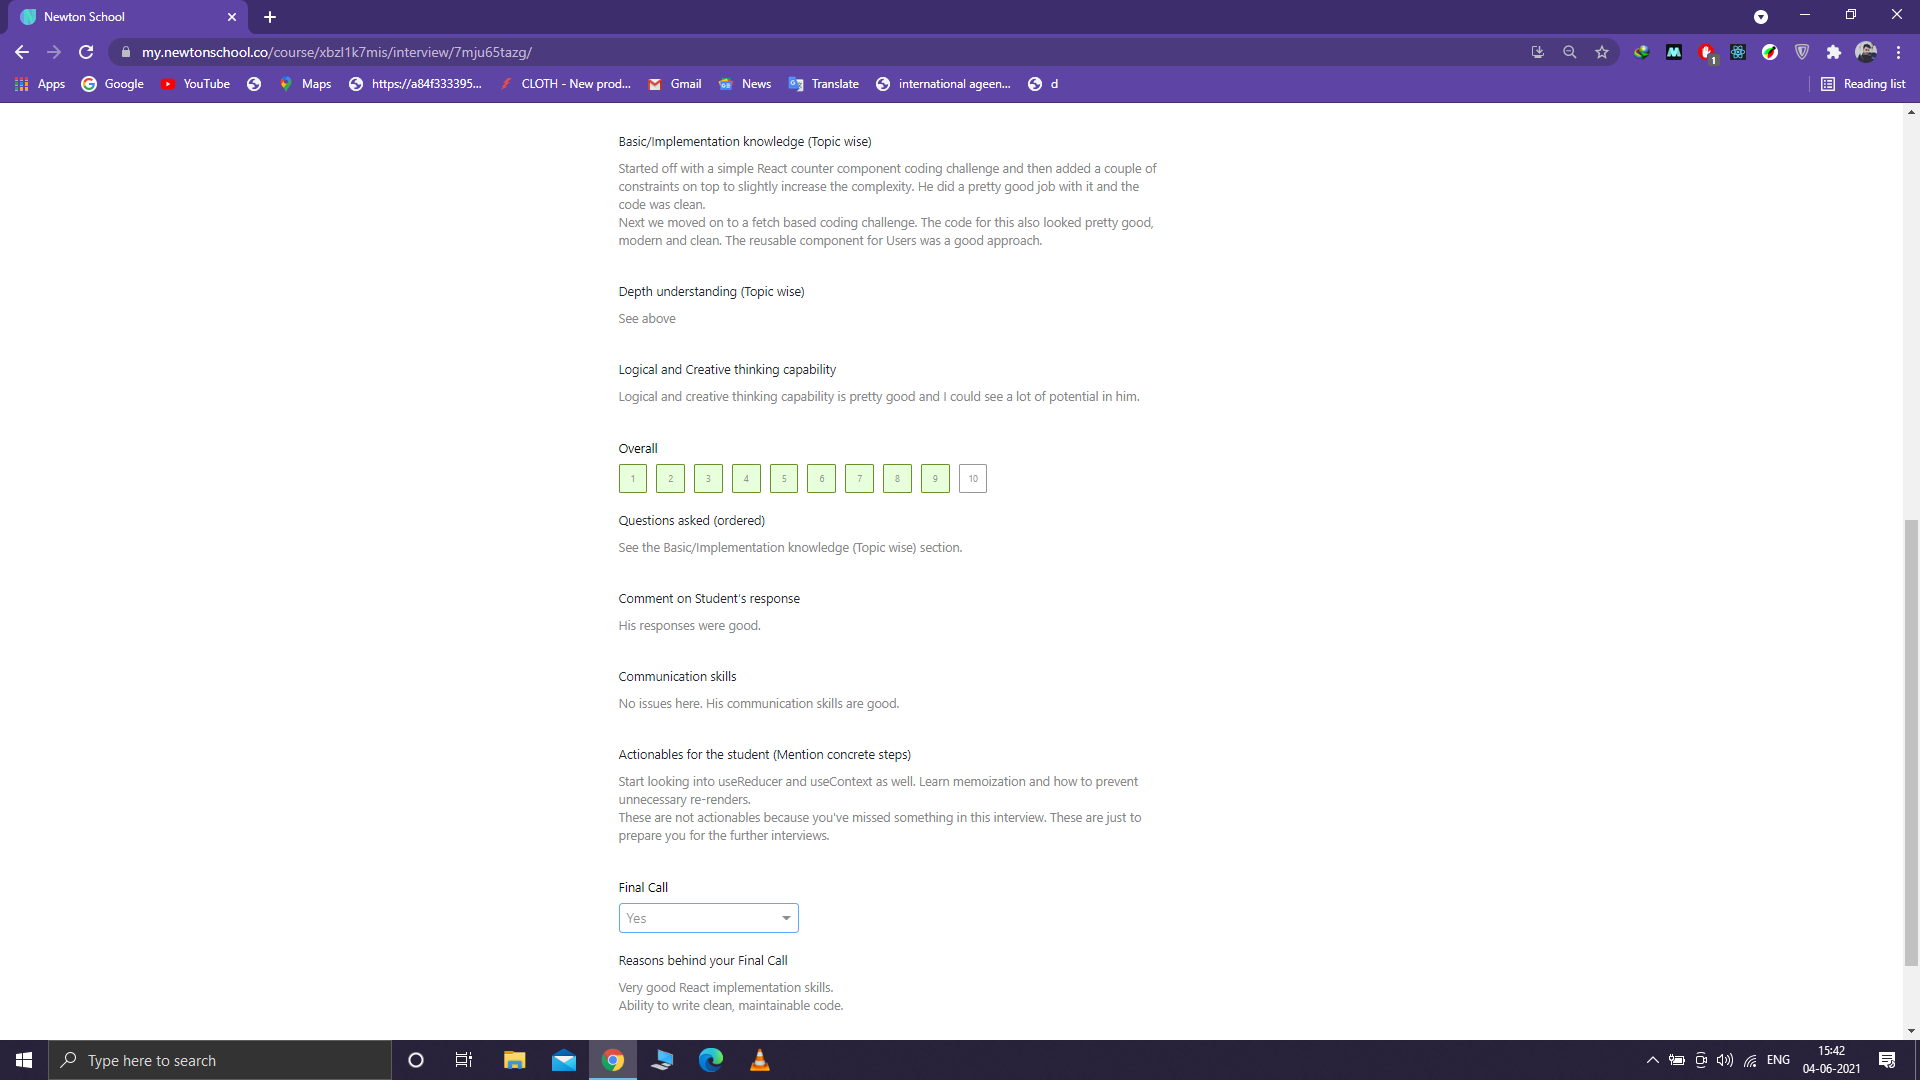 Newton School
my.newtonschool.co/course/xbzl1k7mis/interview/7mju65tazg/
1
Apps
Google
YouTube
Maps
https://a84f333395...
CLOTH - New prod...
Gmail
News
Translate
international ageen...
d
Reading list
Basic/Implementation knowledge (Topic wise)
Started off with a simple React counter component coding challenge and then added a couple of
constraints on top to slightly increase the complexity. He did a pretty good job with it and the
code was clean.
Next we moved on to a fetch based coding challenge. The code for this also looked pretty good,
modern and clean. The reusable component for Users was a good approach.
Depth understanding (Topic wise)
See above
Logical and Creative thinking capability
Logical and creative thinking capability is pretty good and I could see a lot of potential in him.
Overall
1 2 3 4 5 6 7 8 9 10
Questions asked (ordered)
See the Basic/Implementation knowledge (Topic wise) section.
Comment on Student's response
His responses were good.
Communication skills
No issues here. His communication skills are good.
Actionables for the student (Mention concrete steps)
Start looking into useReducer and useContext as well. Learn memoization and how to prevent
unnecessary re-renders.
These are not actionables because you've missed something in this interview. These are just to
prepare you for the further interviews.
Final Call
Yes
Reasons behind your Final Call
Very good React implementation skills.
Ability to write clean, maintainable code.
Type here to search
ENG
15:42
04-06-2021